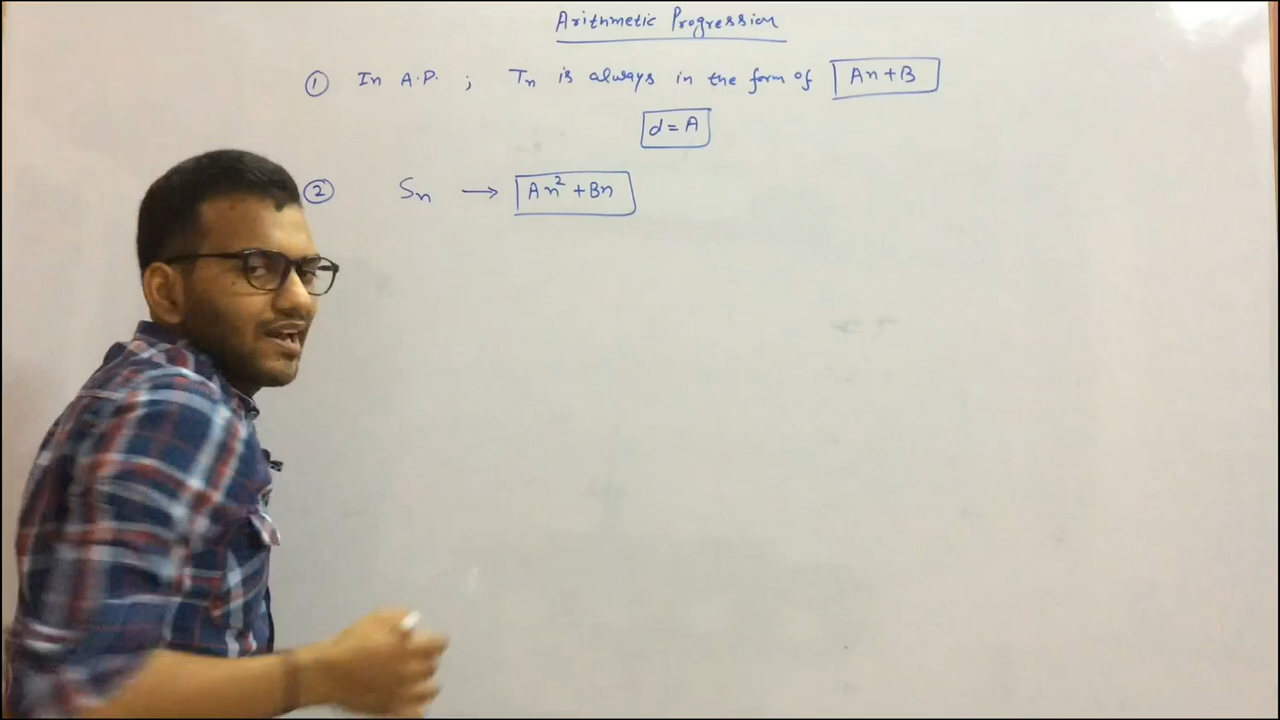 Arithmetic Progression
① In A.P. ; Tn is always in the form of An+B
d = A
② Sn → An² + Bn